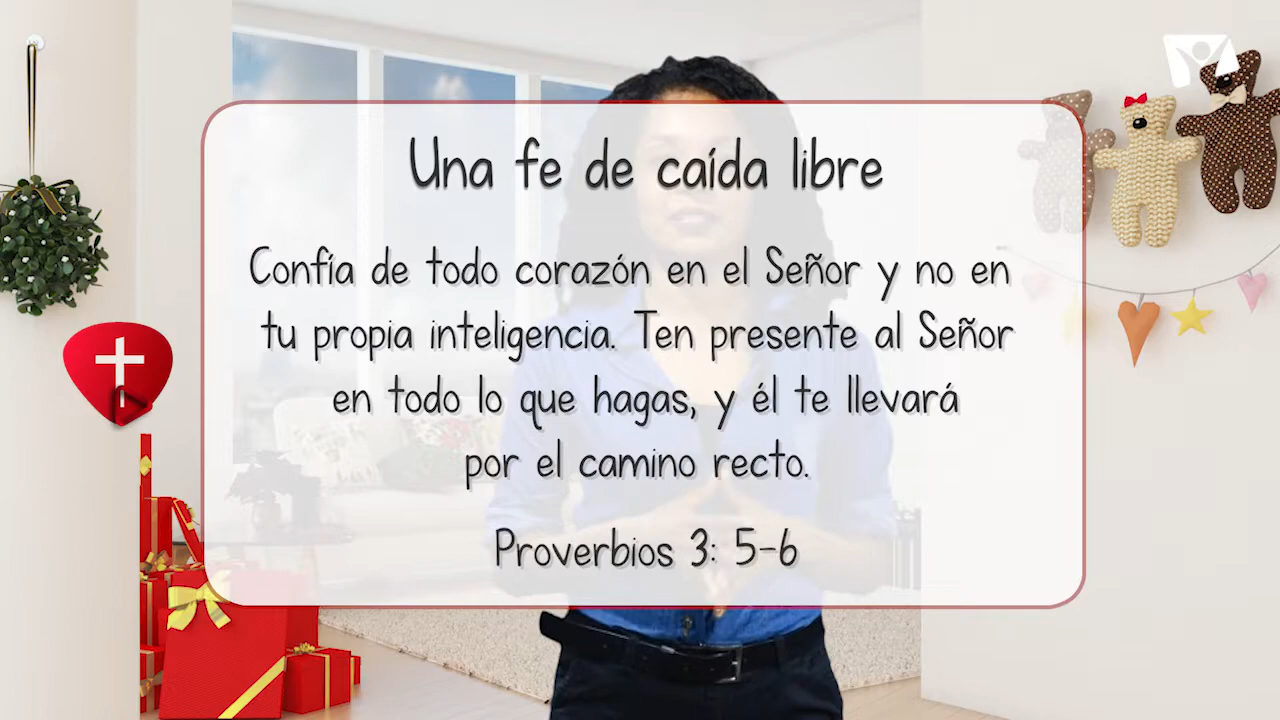 Una fe de caída libre
Confía de todo corazón en el Señor y no en
tu propia inteligencia. Ten presente al Señor
en todo lo que hagas, y él te llevará
por el camino recto.
Proverbios 3: 5-6